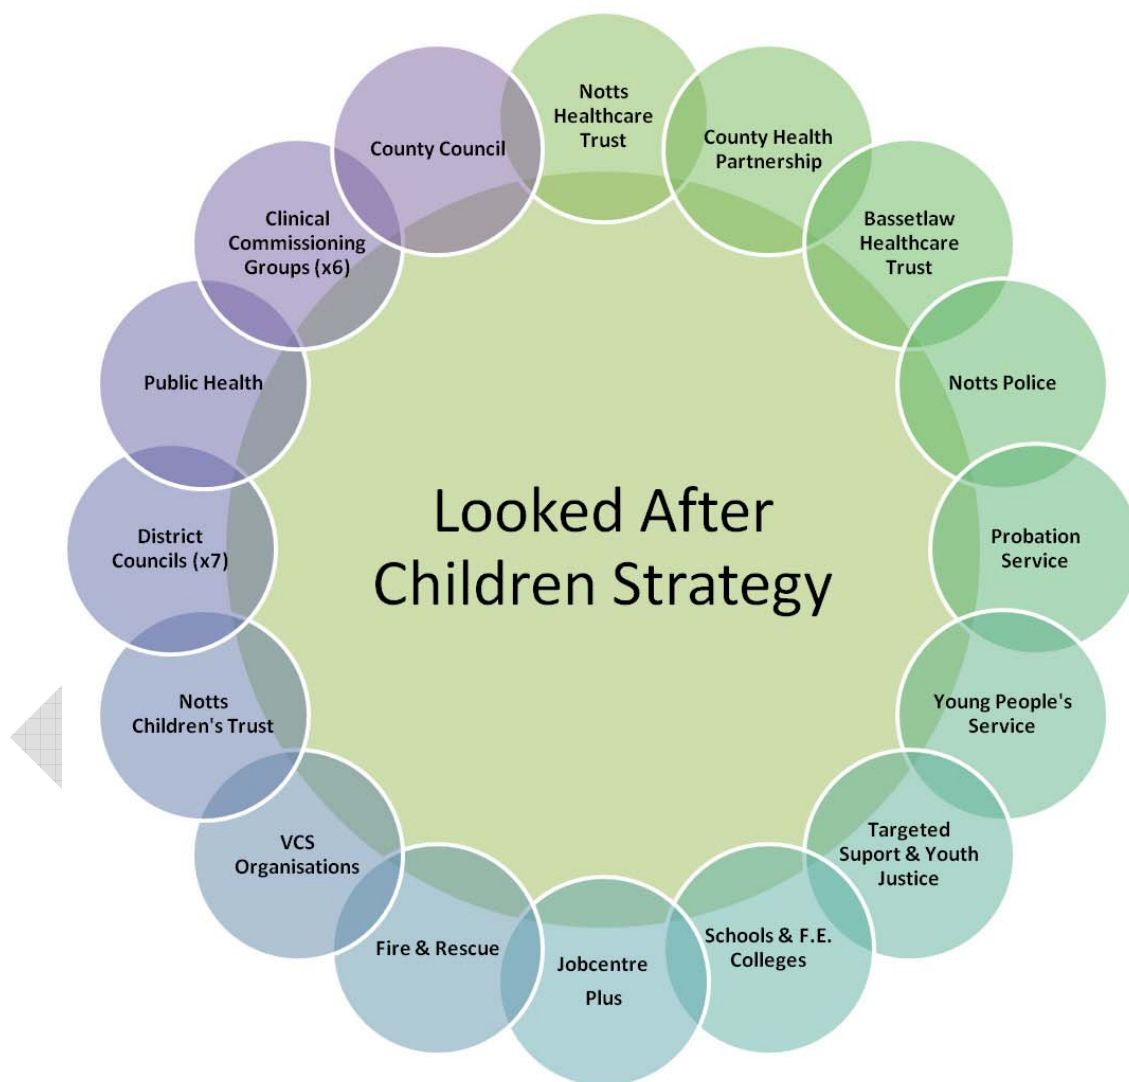 Notts
Healthcare
Trust
County Health
Partnership
Bassetlaw
Healthcare
Trust
Notts Police
Probation
Service
Young People's
Service
Targeted
Suport & Youth
Justice
Schools & F.E.
Colleges
Jobcentre
Plus
Fire & Rescue
VCS
Organisations
Notts
Children's Trust
District
Councils (x7)
Public Health
Clinical
Commissioning
Groups (x6)
County Council
Looked After
Children Strategy